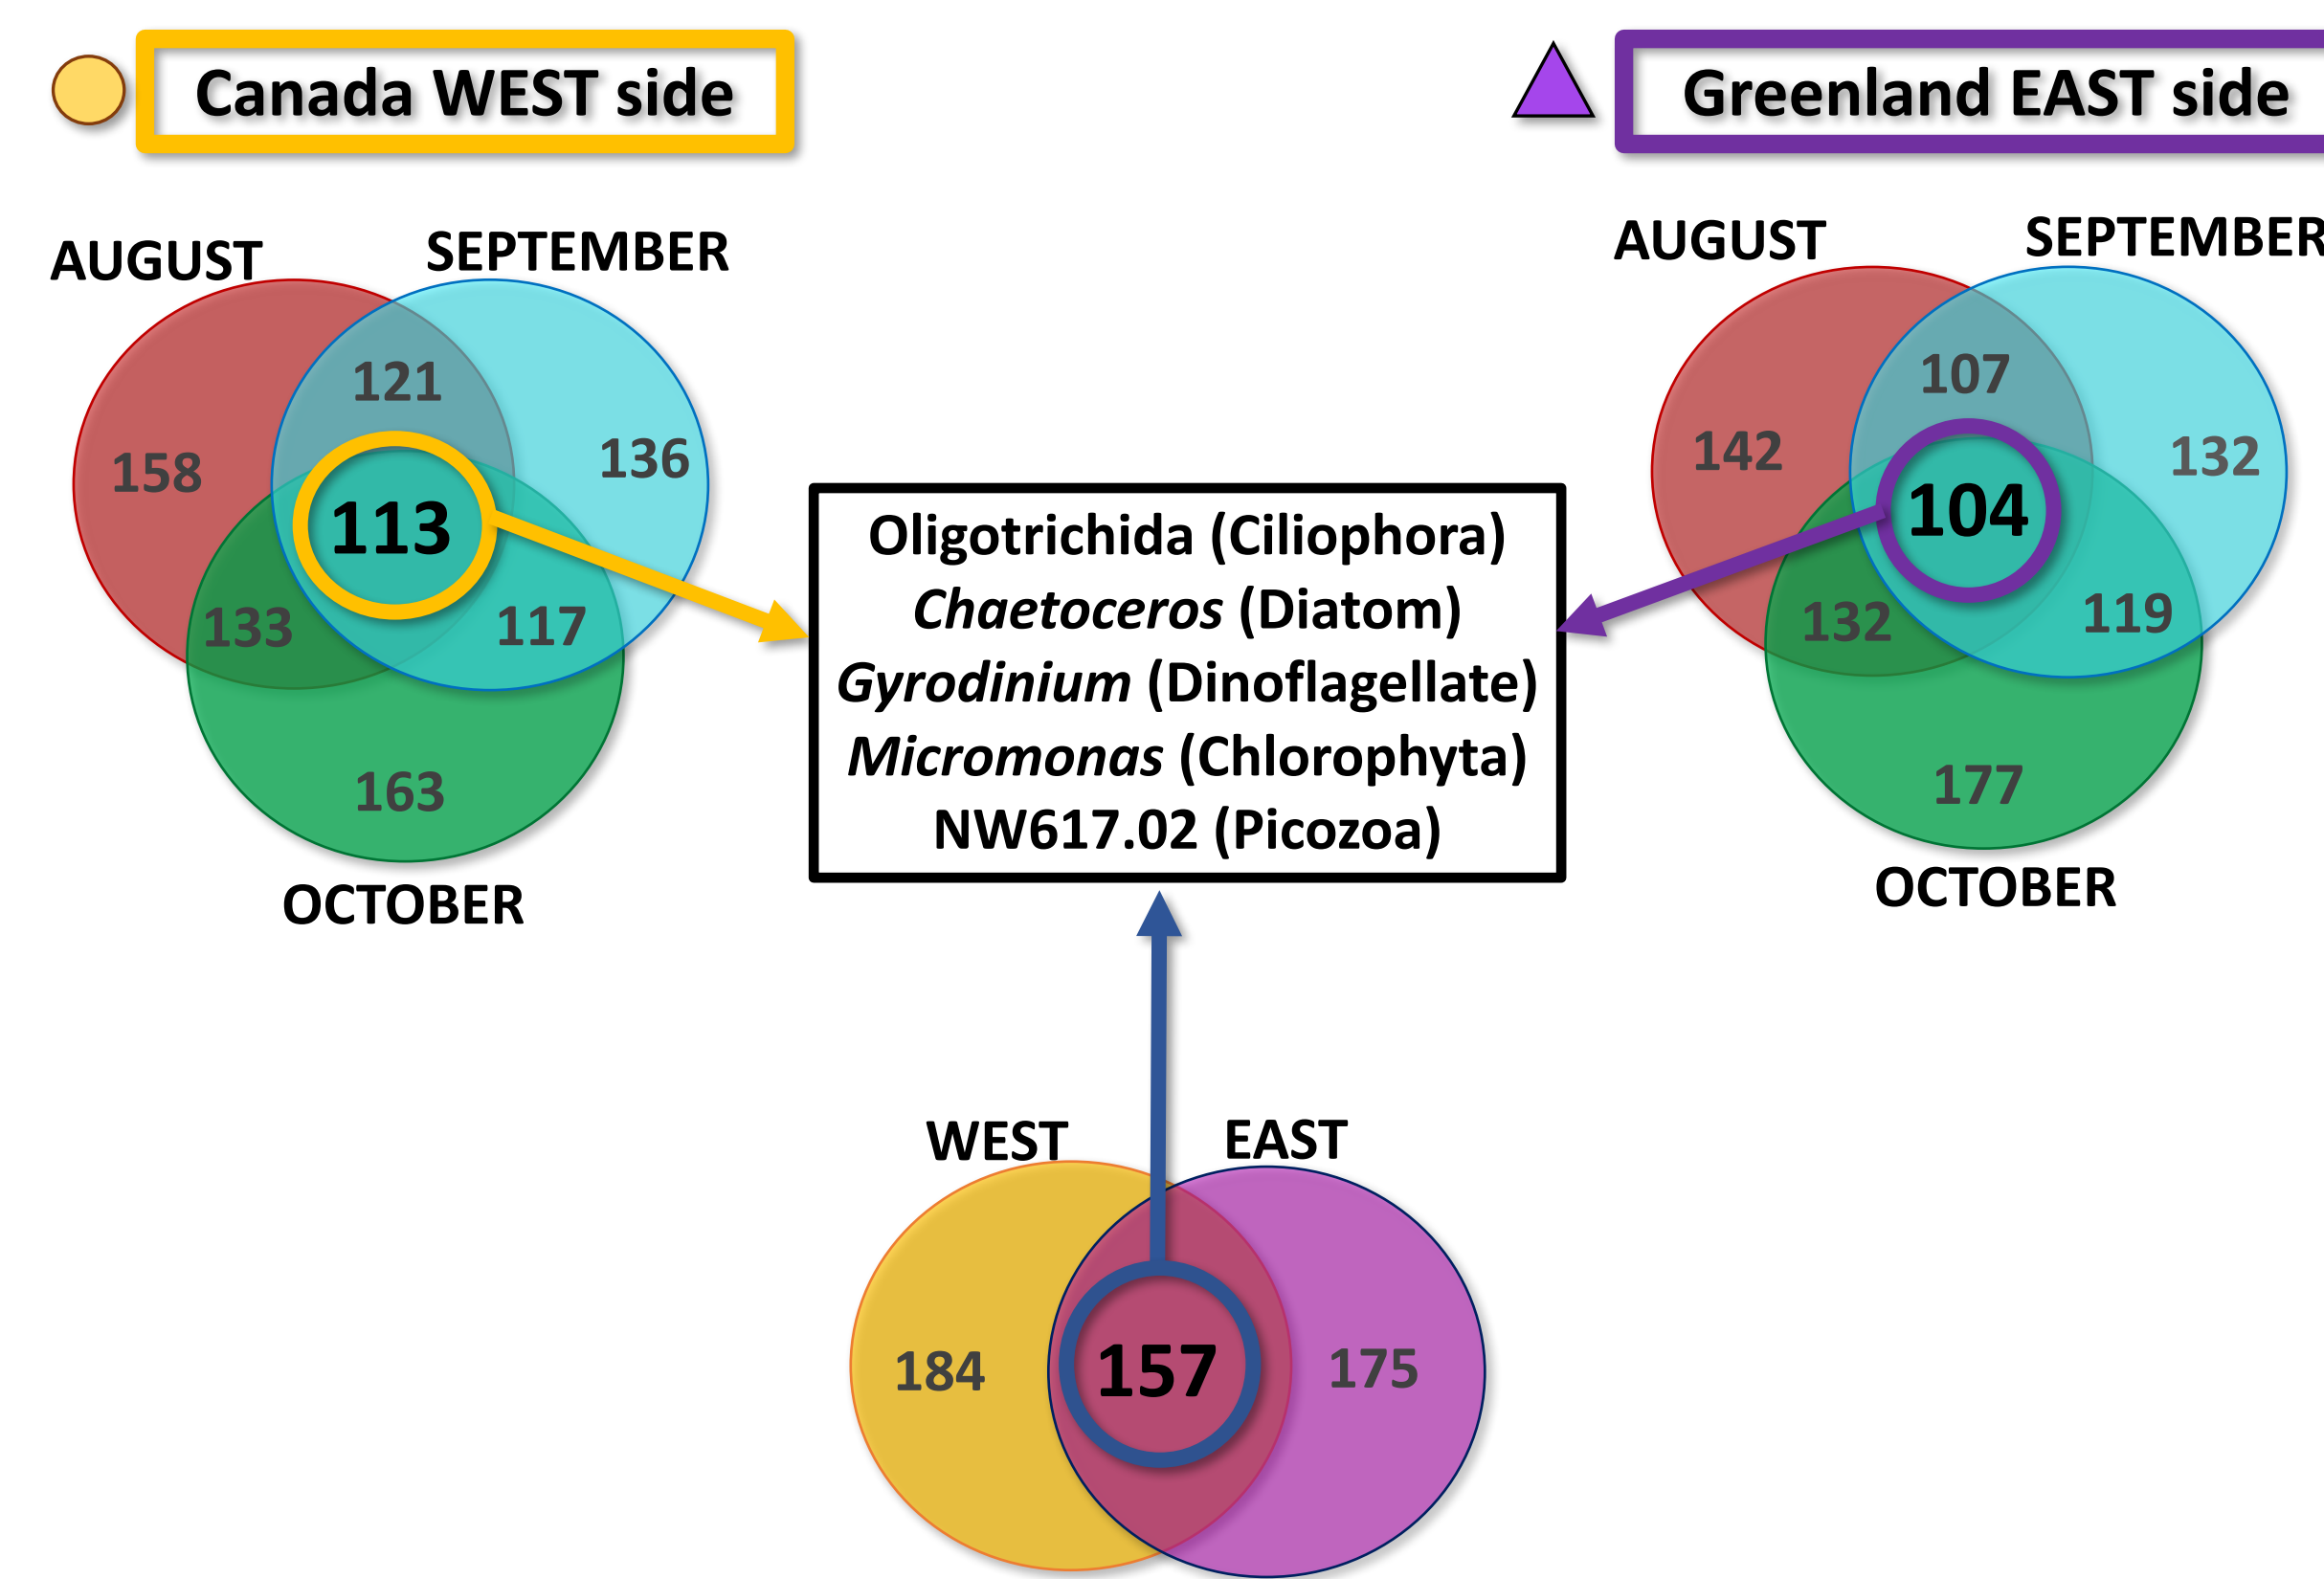 Canada WEST side
Greenland EAST side
AUGUST
SEPTEMBER
121
158
136
113
133
117
163
OCTOBER
Oligotrichida (Ciliophora)
Chaetoceros (Diatom)
Gyrodinium (Dinoflagellate)
Micromonas (Chlorophyta)
NW617.02 (Picozoa)
AUGUST
SEPTEMBER
107
142
132
104
132
119
177
OCTOBER
WEST
EAST
184
157
175